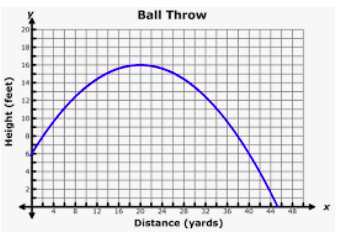 Ball Throw
y
20
18
16
14
12
10
8
6
4
2
Height (feet)
4 8 12 16 20 24 28 32 36 40 44 48 x
Distance (yards)